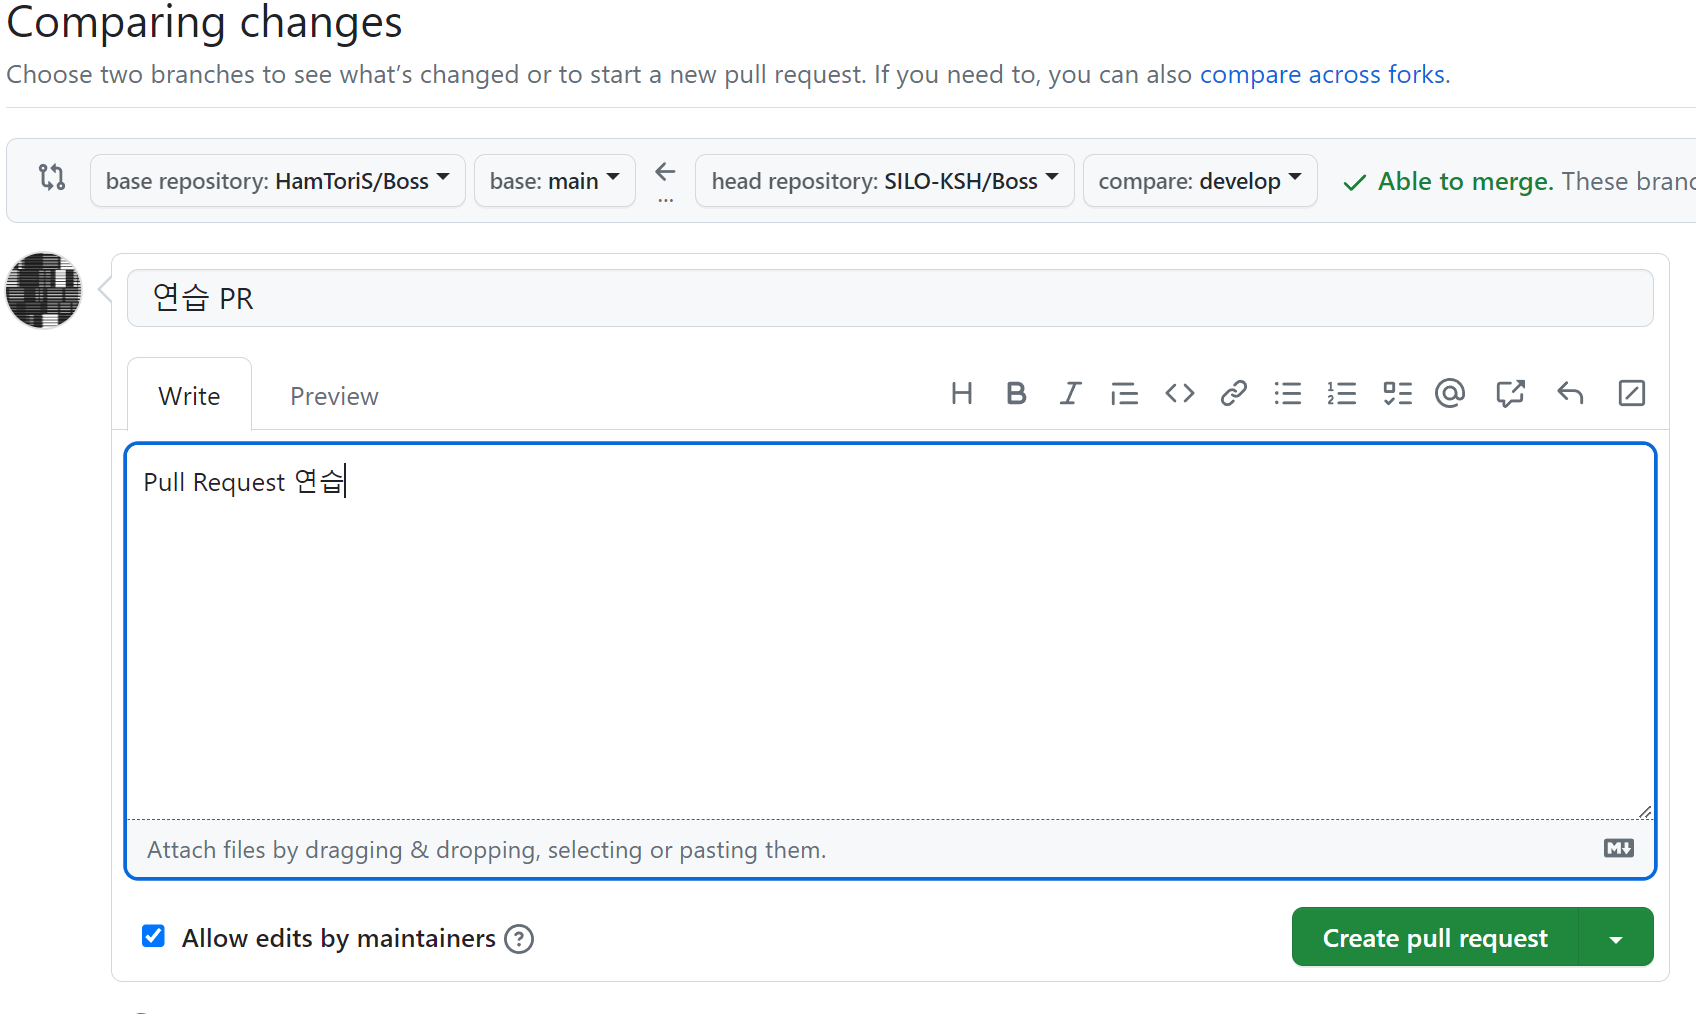 Comparing changes
Choose two branches to see what’s changed or to start a new pull request. If you need to, you can also compare across forks.
base repository: HamToriS/Boss base: main ... head repository: SILO-KSH/Boss compare: develop Able to merge. These
연습 PR
Write Preview
Pull Request 연습
Attach files by dragging & dropping, selecting or pasting them.
Allow edits by maintainers
Create pull request